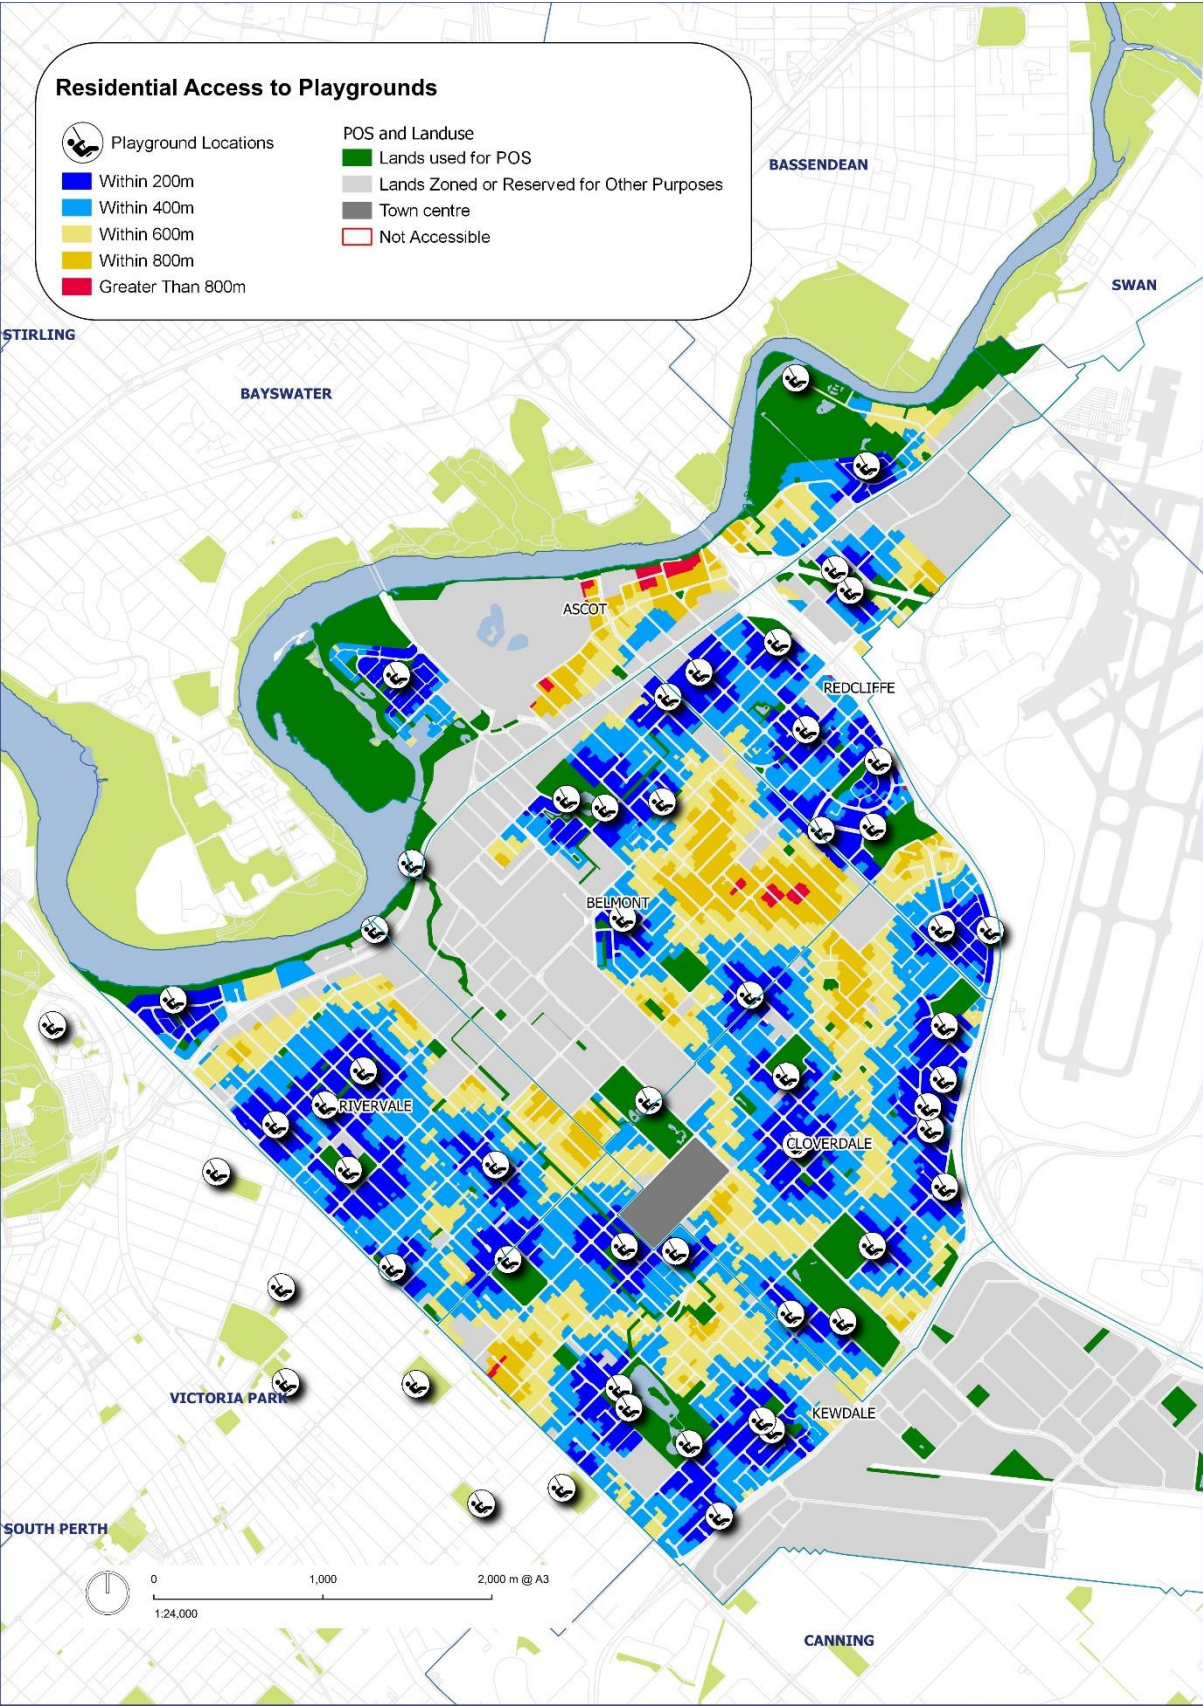 Residential Access to Playgrounds
Playground Locations
Within 200m
Within 400m
Within 600m
Within 800m
Greater Than 800m
POS and Landuse
Lands used for POS
Lands Zoned or Reserved for Other Purposes
Town centre
Not Accessible
BASSENDEAN
SWAN
STIRLING
BAYSWATER
ASCOT
REDCLIFFE
BELMONT
RIVERVALE
CLOVERDALE
VICTORIA PARK
KEWDALE
SOUTH PERTH
0 1,000 2,000 m @ A3
1:24,000
CANNING